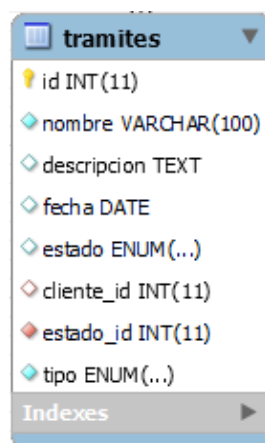 tramites
id INT(11)
nombre VARCHAR(100)
descripcion TEXT
fecha DATE
estado ENUM(...)
cliente_id INT(11)
estado_id INT(11)
tipo ENUM(...)
Indexes